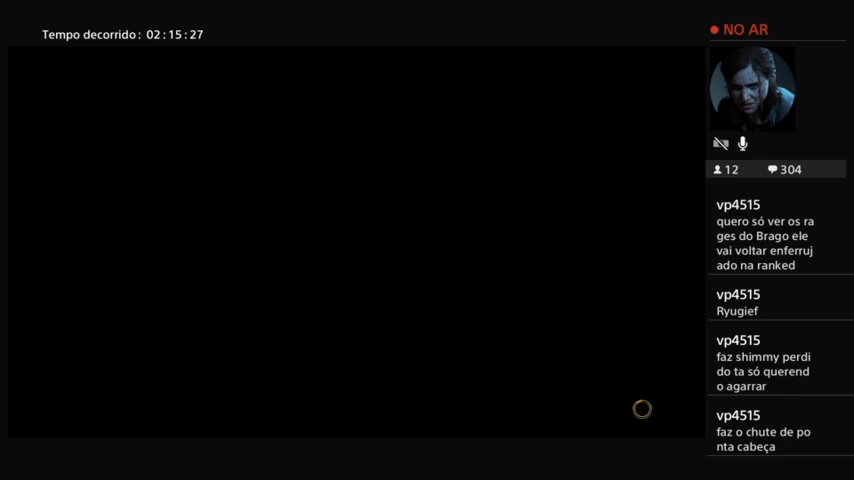 Tempo decorrido: 02:15:27
NO AR
12 304
vp4515
quero só ver os ra
ges do Brago ele
vai voltar enferruj
ado na ranked
vp4515
Ryugief
vp4515
faz shimmy perdi
do ta só querend
o agarrar
vp4515
faz o chute de po
nta cabeça